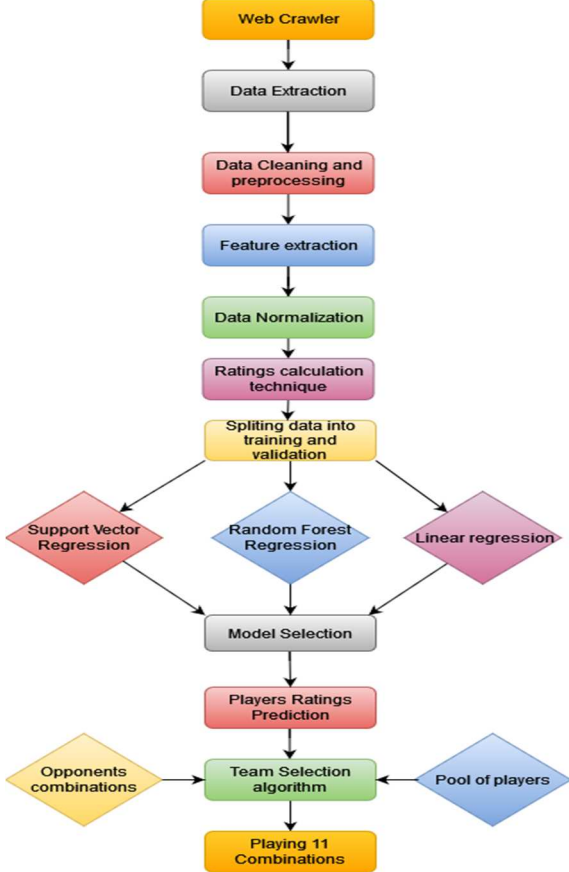 Web Crawler
Data Extraction
Data Cleaning and
preprocessing
Feature extraction
Data Normalization
Ratings calculation
technique
Spliting data into
training and
validation
Support Vector
Regression
Random Forest
Regression
Linear regression
Model Selection
Players Ratings
Prediction
Opponents
combinations
Team Selection
algorithm
Pool of players
Playing 11
Combinations